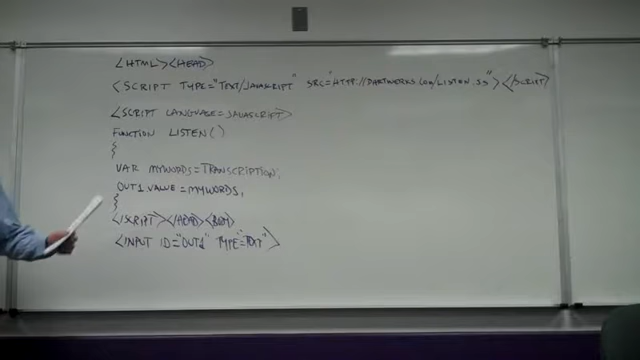 <HTML><HEAD>
<SCRIPT TYPE="TEXT/JAVASCRIPT" SRC="HTTP://DARTWERKS.COM/LISTEN.JS"></SCRIPT>
<SCRIPT LANGUAGE=JAVASCRIPT>
FUNCTION LISTEN()
{
VAR MYWORDS=TRANSCRIPTION;
OUT1.VALUE=MYWORDS;
}
</SCRIPT></HEAD><BODY>
<INPUT ID="OUT1" TYPE="TEXT">